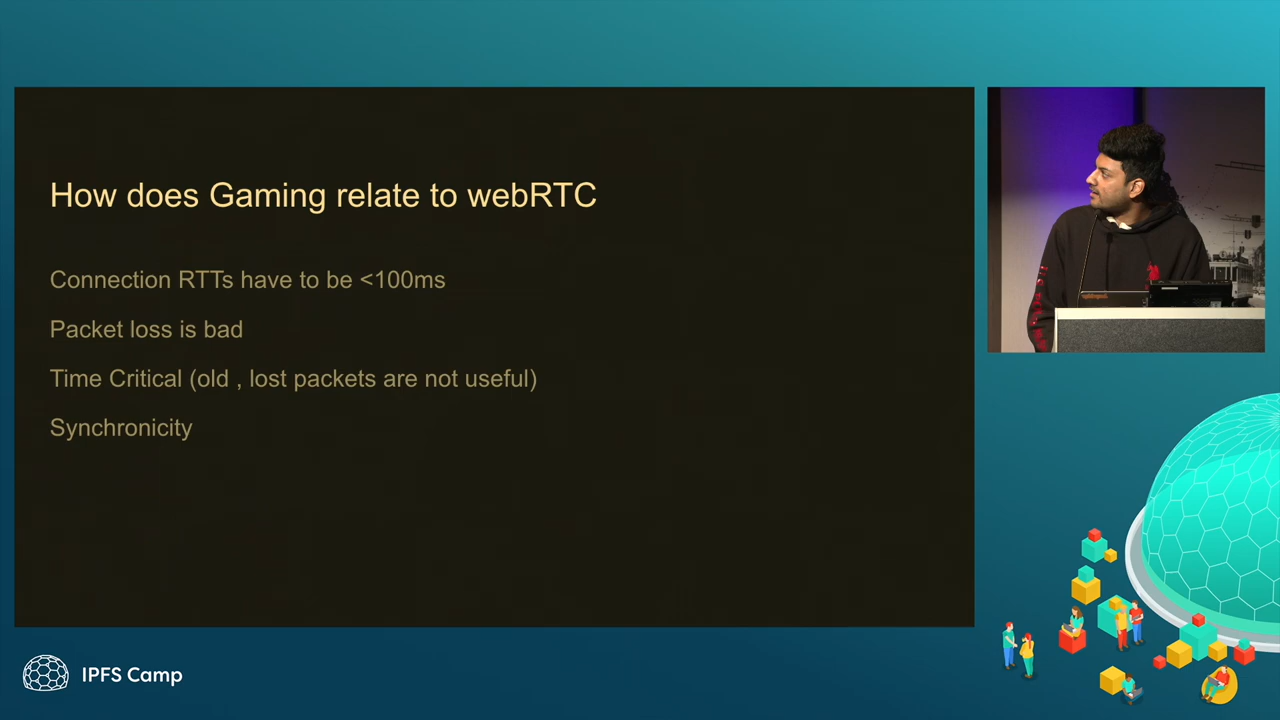 How does Gaming relate to webRTC
Connection RTTs have to be <100ms
Packet loss is bad
Time Critical (old , lost packets are not useful)
Synchronicity
IPFS Camp